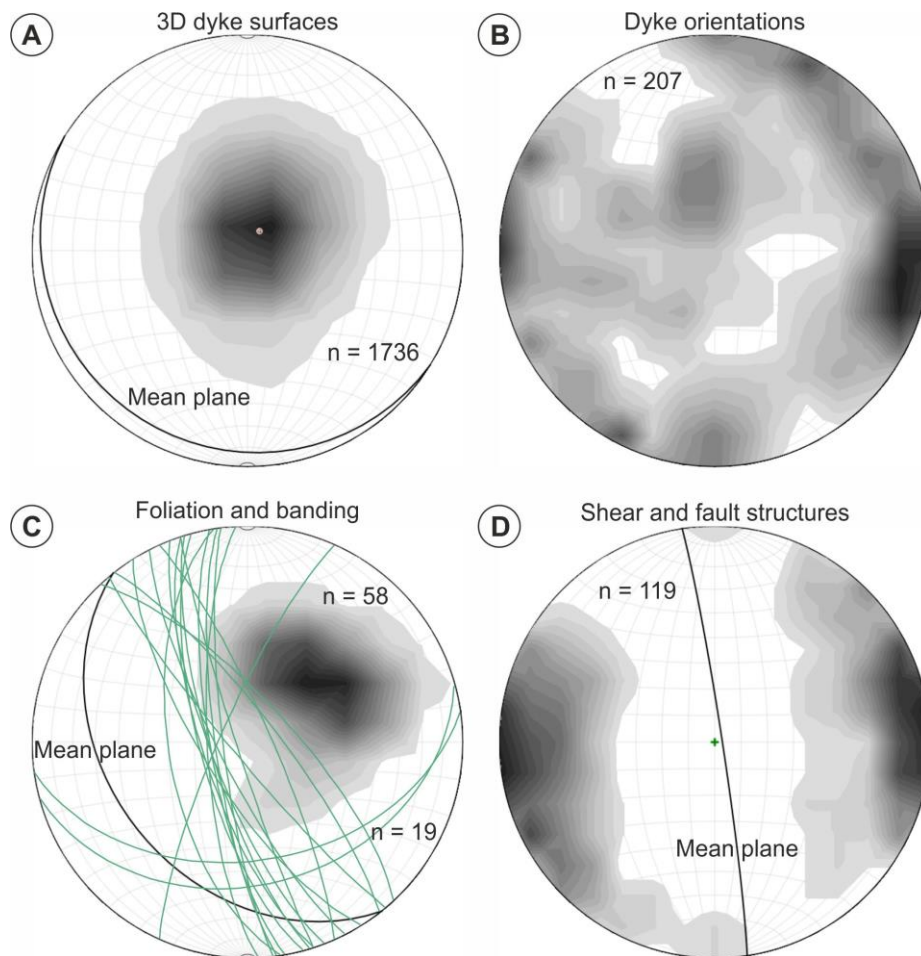 A
3D dyke surfaces
n = 1736
Mean plane
B
Dyke orientations
n = 207
C
Foliation and banding
n = 58
Mean plane
n = 19
D
Shear and fault structures
n = 119
Mean plane